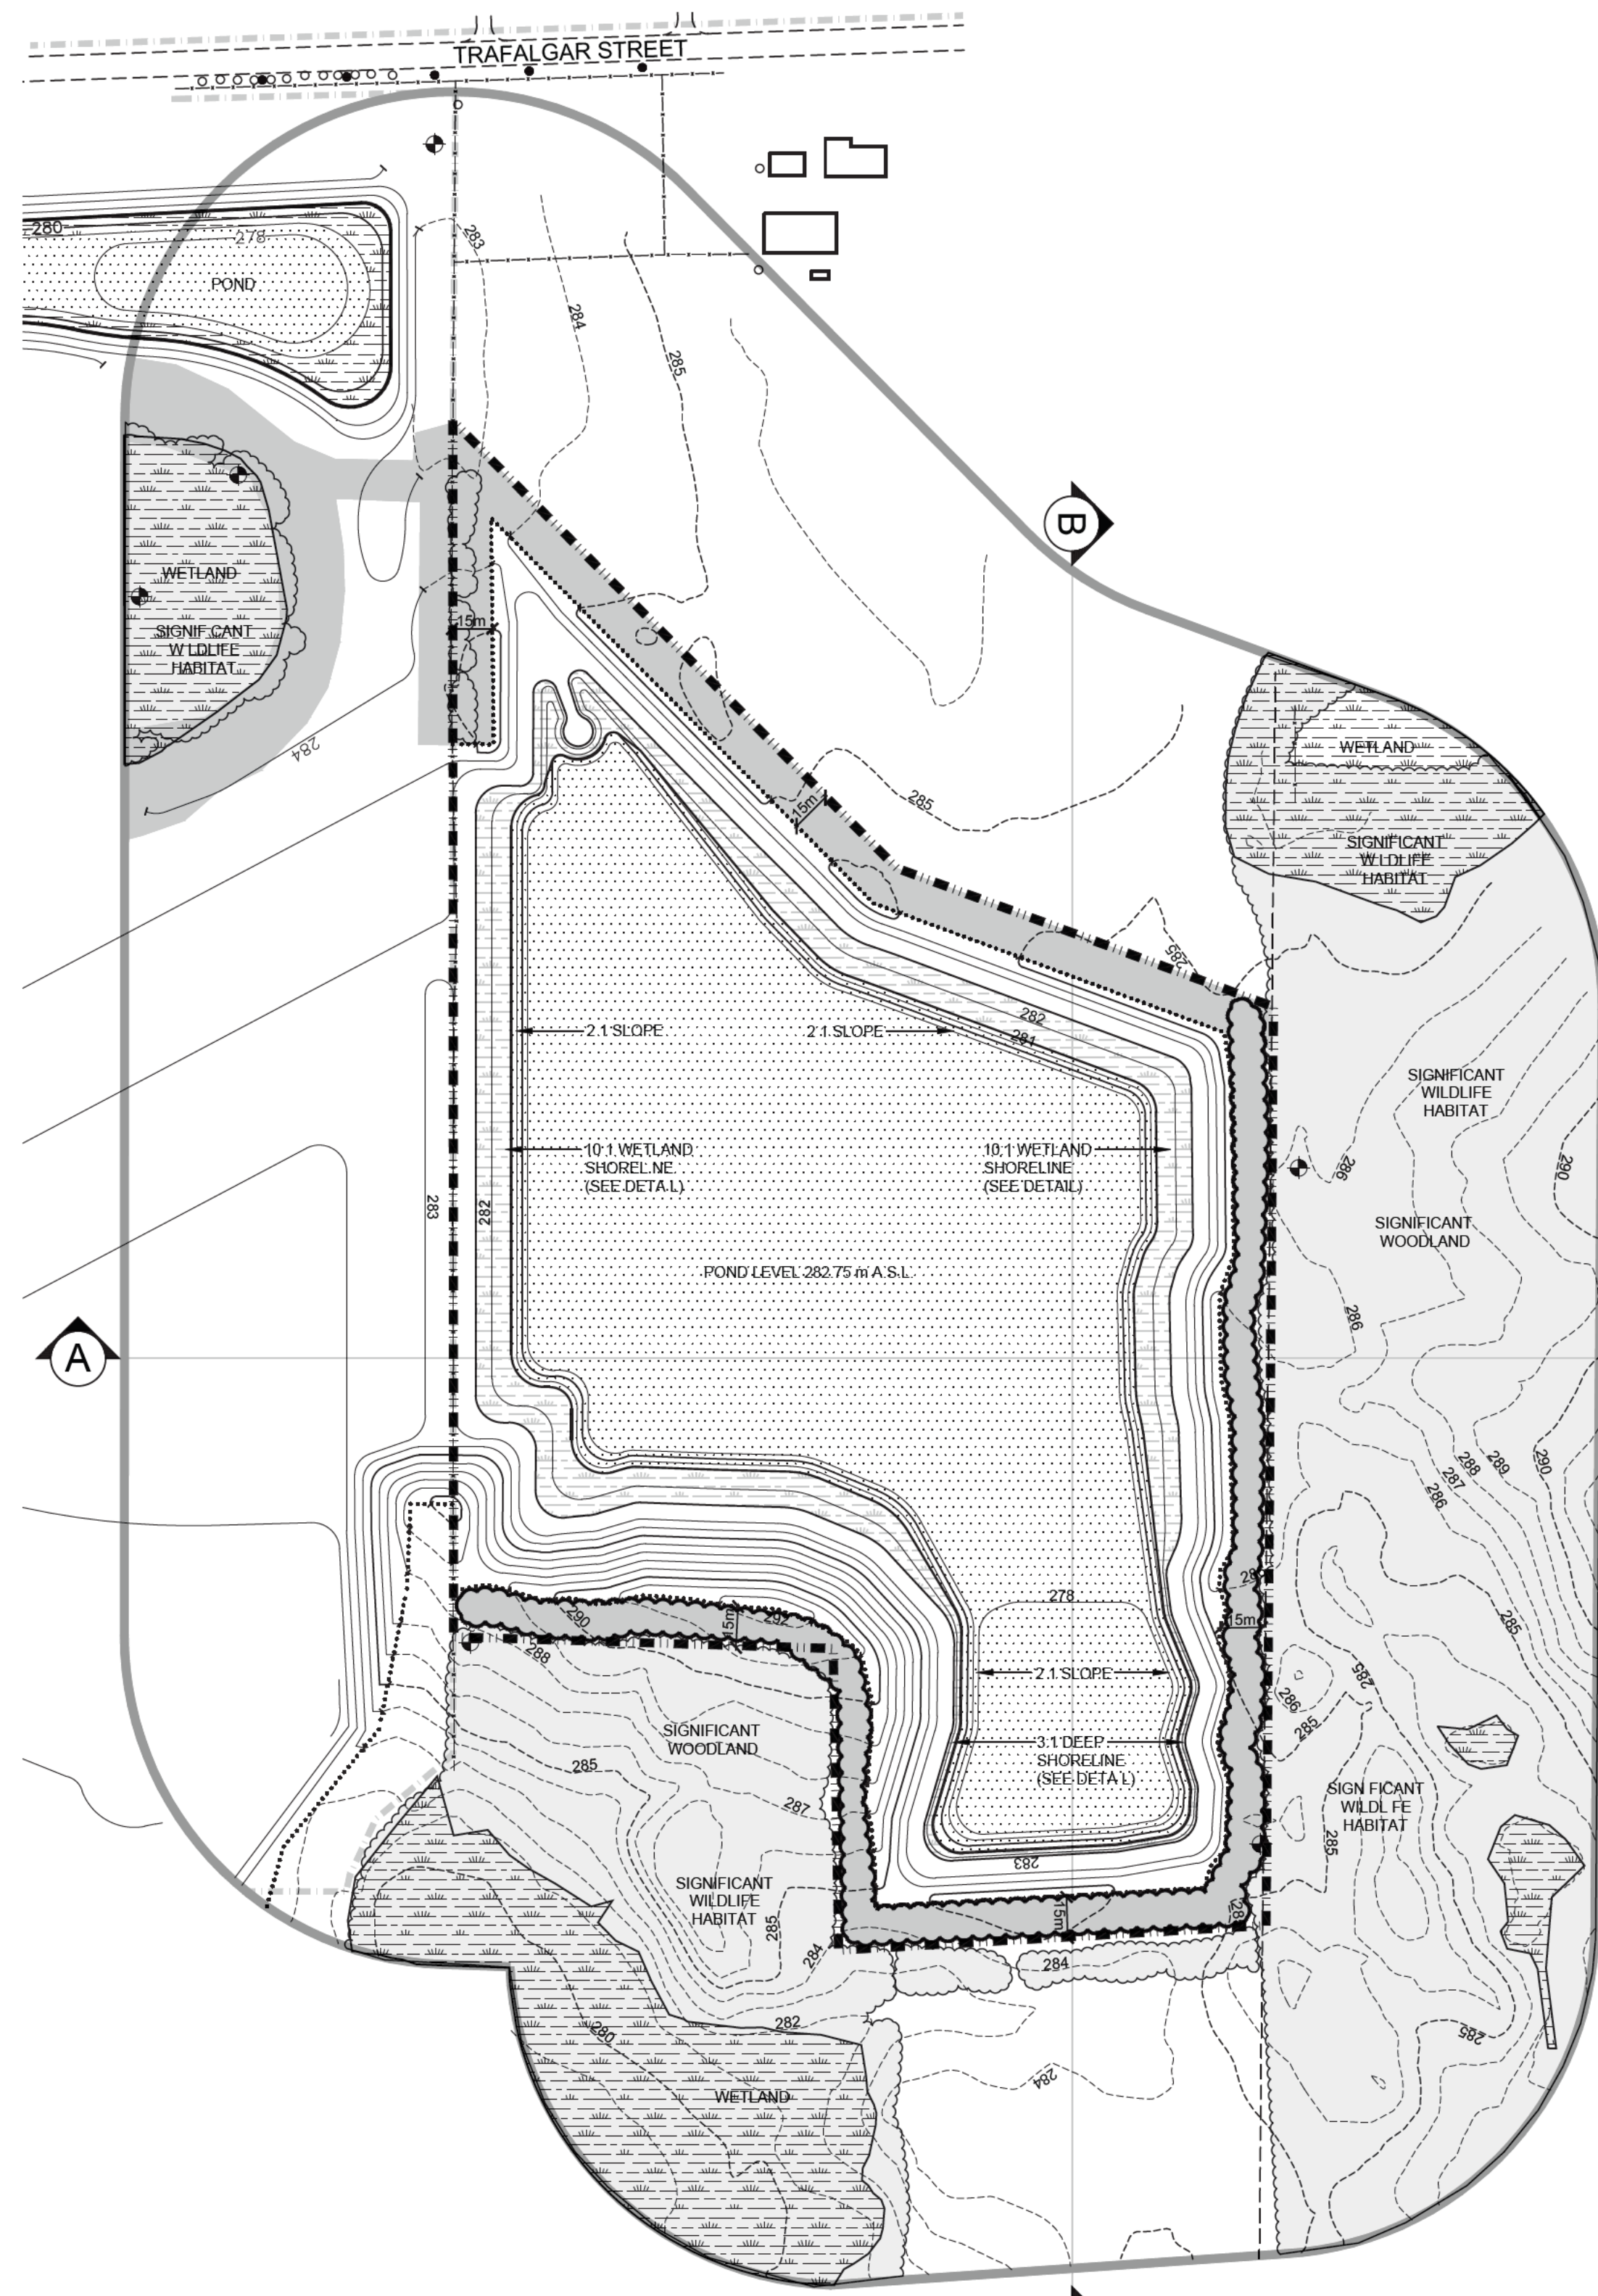 TRAFALGAR STREET
280
278
POND
283
284
285
B
WETLAND
SIGNIF CANT
W LDLIFE
HABITAT
15m
284
WETLAND
SIGNIFICANT
W LDLIFE
HABITAT
15m
285
285
282
281
2.1 SLOPE
2.1 SLOPE
SIGNIFICANT
WILDLIFE
HABITAT
10.1 WETLAND
SHOREL NE
(SEE DETA L)
10.1 WETLAND
SHORELINE
(SEE DETAIL)
286
290
283
282
SIGNIFICANT
WOODLAND
POND LEVEL 282.75 m A.S.L.
286
A
286
287
288
289
290
278
290
292
15m
288
15m
285
2.1 SLOPE
285
286
285
SIGNIFICANT
WOODLAND
285
287
3.1 DEEP
SHORELINE
(SEE DETA L)
SIGN FICANT
WILDL FE
HABITAT
285
283
SIGNIFICANT
WILDLIFE
HABITAT
285
284
15m
284
282
280
285
284
WETLAND